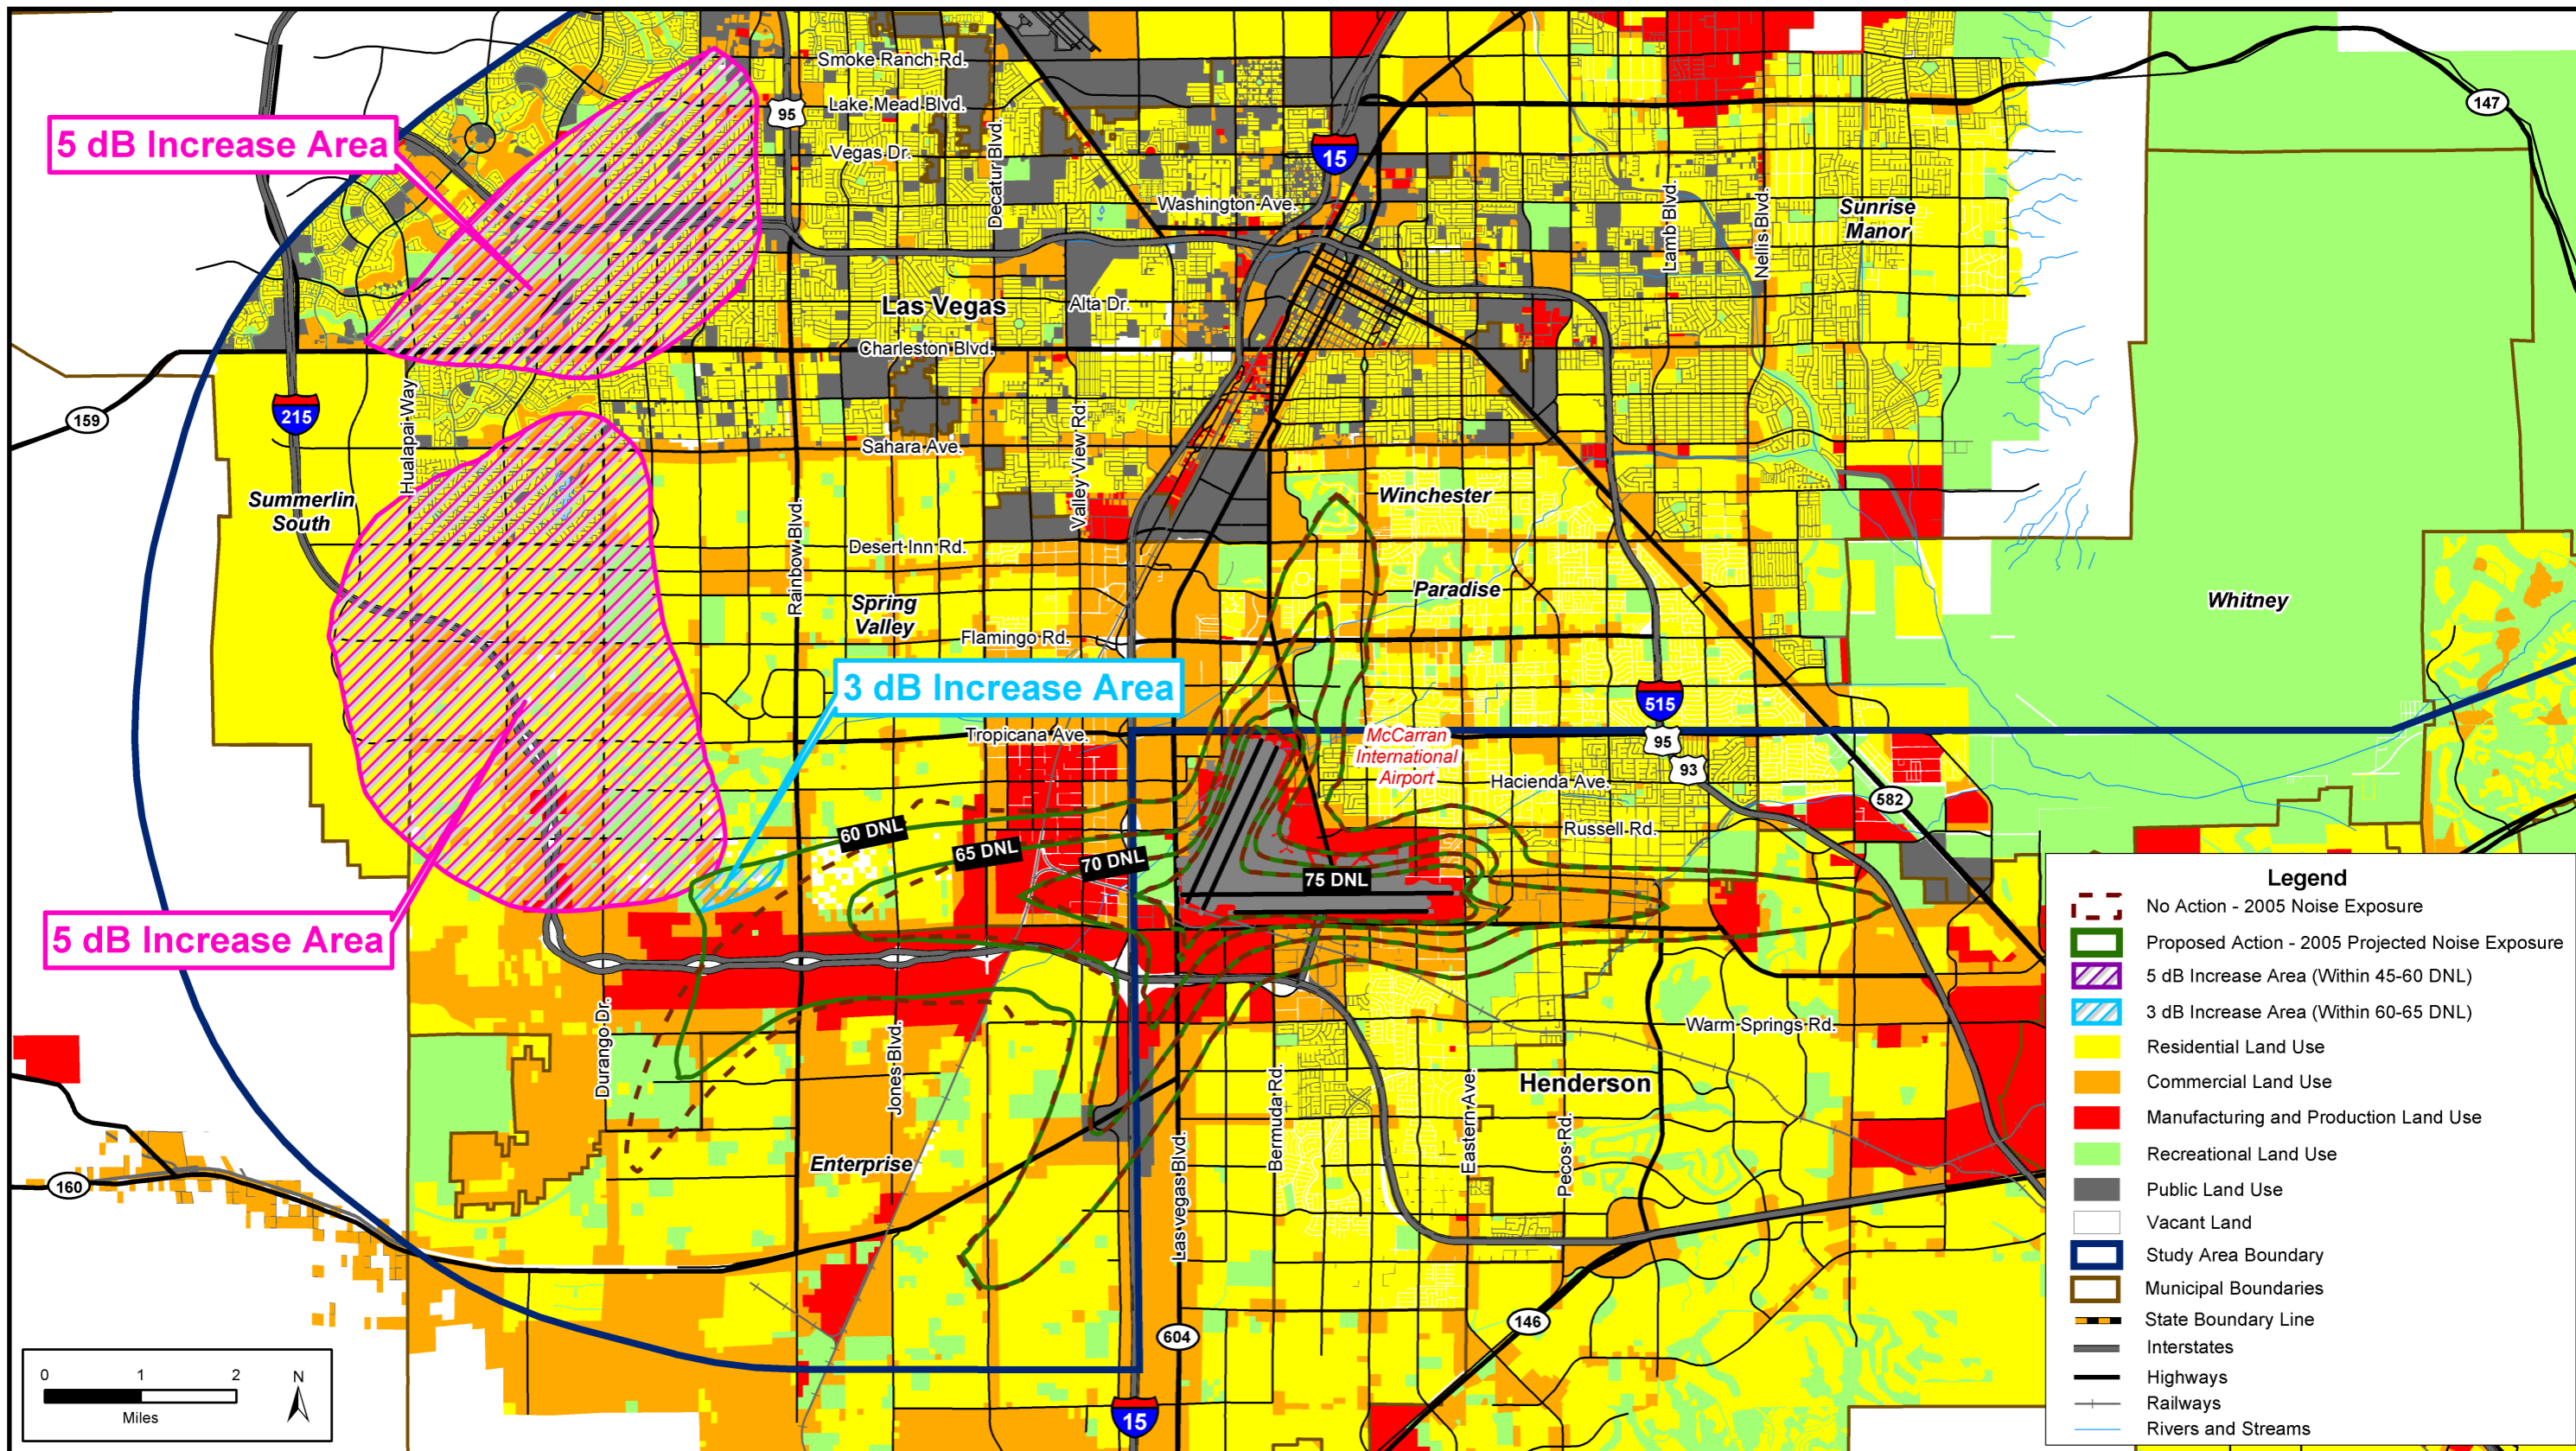 Smoke Ranch Rd.
Lake Mead Blvd.
95
147
5 dB Increase Area
Vegas Dr.
Decatur Blvd.
15
Washington Ave.
Lamb Blvd.
Nellis Blvd.
Sunrise
Manor
Las Vegas
Alta Dr.
Charleston Blvd.
159
215
Hualapai Way
Valley View Rd.
Sahara Ave.
Summerlin
South
Winchester
Rainbow Blvd.
Desert Inn Rd.
Spring
Valley
Paradise
Whitney
Flamingo Rd.
3 dB Increase Area
515
Tropicana Ave.
McCarran
International
Airport
95
93
Hacienda Ave.
582
60 DNL
65 DNL
70 DNL
75 DNL
Russell Rd.
5 dB Increase Area
Durango Dr.
Jones Blvd.
Warm Springs Rd.
Henderson
Bermuda Rd.
Eastern Ave.
Pecos Rd.
Las Vegas Blvd.
Enterprise
160
604
146
15
0 1 2
Miles
N
Legend
No Action - 2005 Noise Exposure
Proposed Action - 2005 Projected Noise Exposure
5 dB Increase Area (Within 45-60 DNL)
3 dB Increase Area (Within 60-65 DNL)
Residential Land Use
Commercial Land Use
Manufacturing and Production Land Use
Recreational Land Use
Public Land Use
Vacant Land
Study Area Boundary
Municipal Boundaries
State Boundary Line
Interstates
Highways
Railways
Rivers and Streams